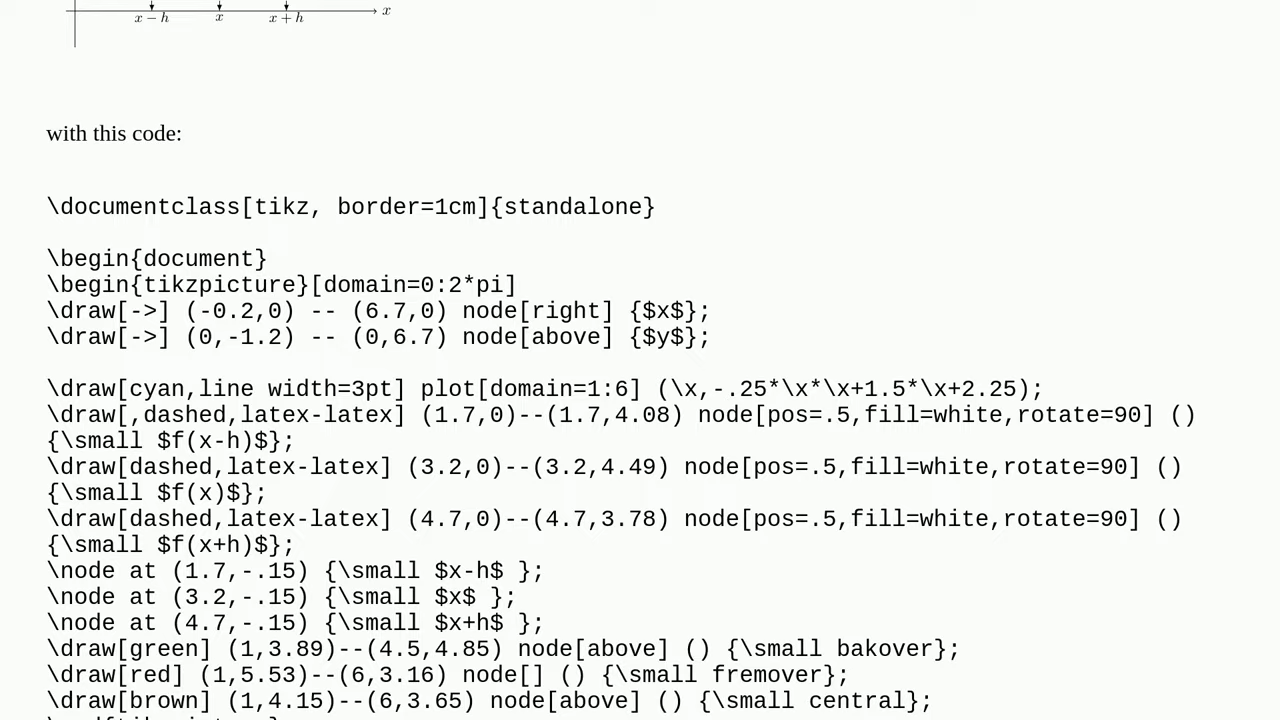 x − h x x + h x
with this code:
\documentclass[tikz, border=1cm]{standalone}
\begin{document}
\begin{tikzpicture}[domain=0:2*pi]
\draw[->] (-0.2,0) -- (6.7,0) node[right] {$x$};
\draw[->] (0,-1.2) -- (0,6.7) node[above] {$y$};
\draw[cyan,line width=3pt] plot[domain=1:6] (\x,-.25*\x*\x+1.5*\x+2.25);
\draw[,dashed,latex-latex] (1.7,0)--(1.7,4.08) node[pos=.5,fill=white,rotate=90] ()
{\small $f(x-h)$};
\draw[dashed,latex-latex] (3.2,0)--(3.2,4.49) node[pos=.5,fill=white,rotate=90] ()
{\small $f(x)$};
\draw[dashed,latex-latex] (4.7,0)--(4.7,3.78) node[pos=.5,fill=white,rotate=90] ()
{\small $f(x+h)$};
\node at (1.7,-.15) {\small $x-h$ };
\node at (3.2,-.15) {\small $x$ };
\node at (4.7,-.15) {\small $x+h$ };
\draw[green] (1,3.89)--(4.5,4.85) node[above] () {\small bakover};
\draw[red] (1,5.53)--(6,3.16) node[] () {\small fremover};
\draw[brown] (1,4.15)--(6,3.65) node[above] () {\small central};